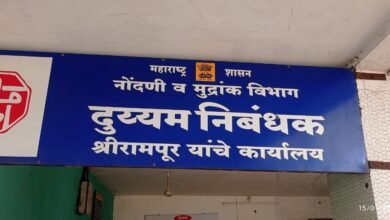 महाराष्ट्र शासन
नोंदणी व मुद्रांक विभाग
दुय्यम निबंधक
श्रीरामपूर यांचे कार्यालय